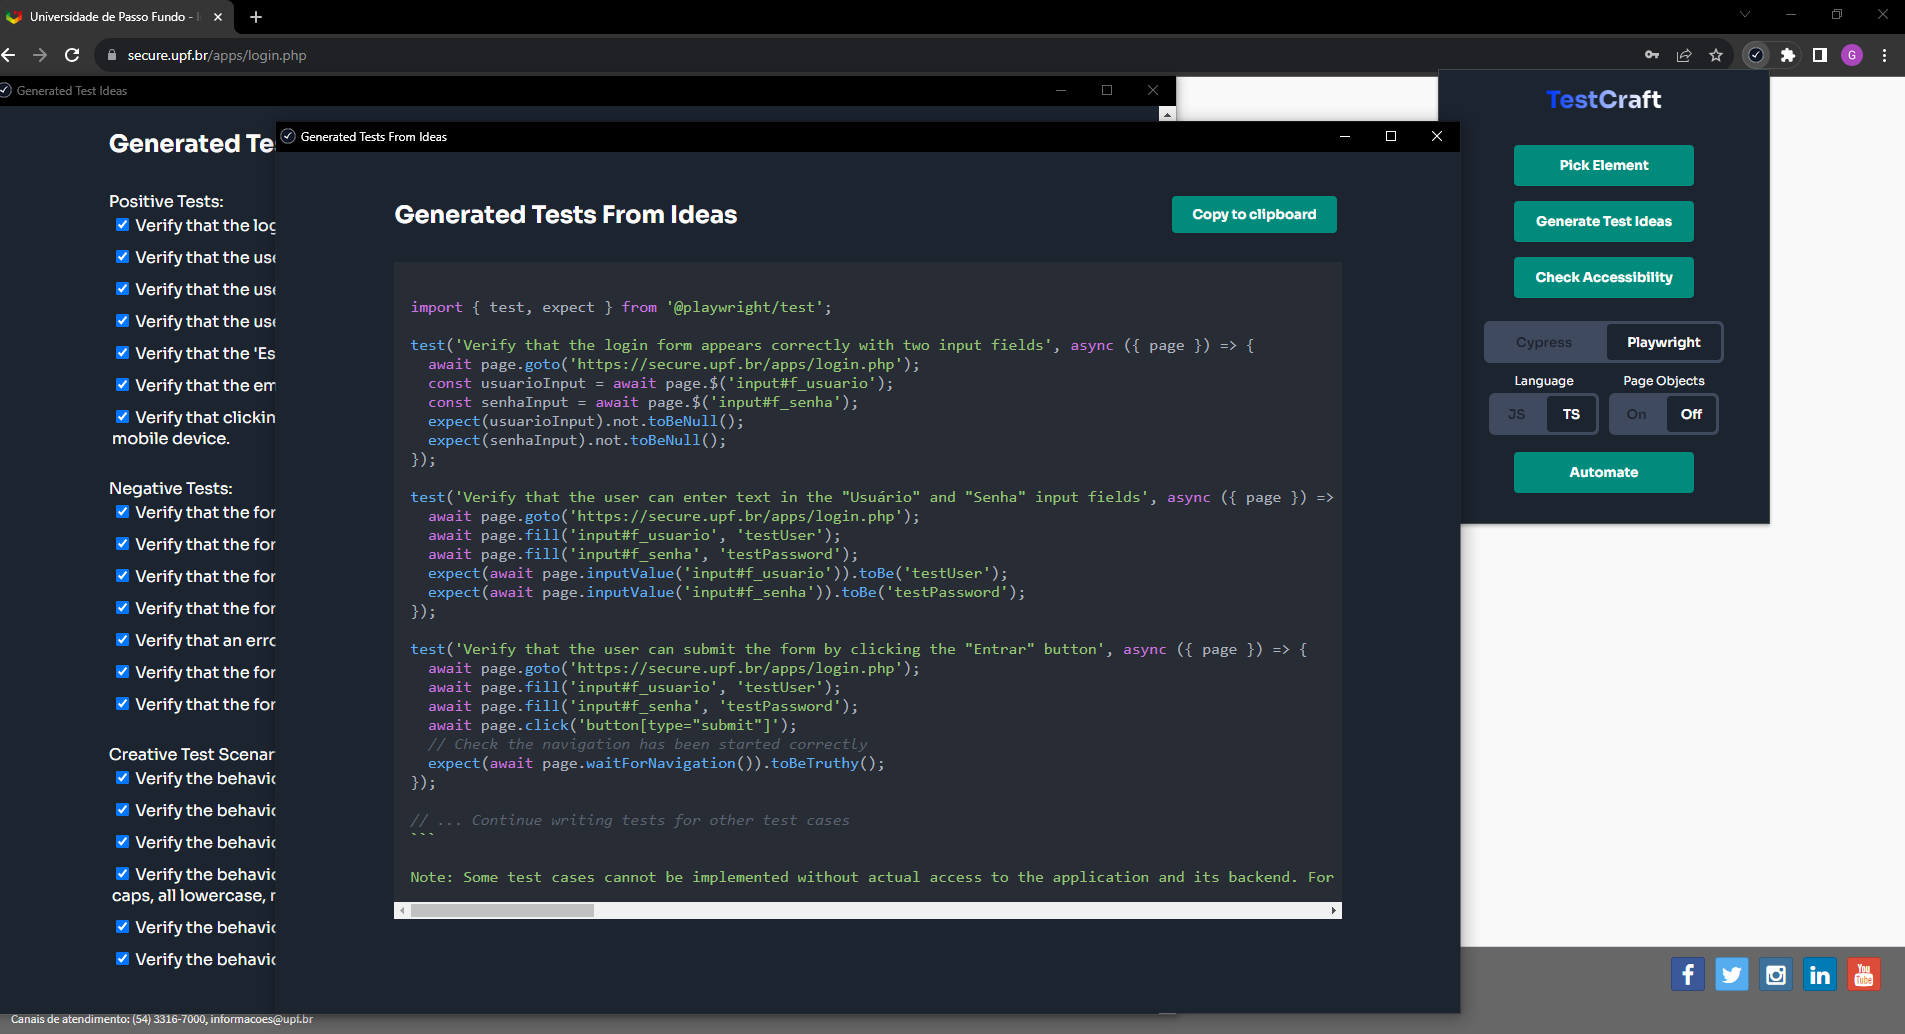 Universidade de Passo Fundo - I
secure.upf.br/apps/login.php
G
Generated Test Ideas
TestCraft
Pick Element
Generate Test Ideas
Check Accessibility
Cypress
Playwright
Language
Page Objects
JS
TS
On
Off
Automate
Generated Te
Positive Tests:
Verify that the log
Verify that the use
Verify that the use
Verify that the use
Verify that the 'Es
Verify that the em
Verify that clickin
mobile device.
Negative Tests:
Verify that the for
Verify that the for
Verify that the for
Verify that the for
Verify that an erro
Verify that the for
Verify that the for
Creative Test Scenar
Verify the behavio
Verify the behavio
Verify the behavio
Verify the behavio
caps, all lowercase, r
Verify the behavio
Verify the behavio
Generated Tests From Ideas
Generated Tests From Ideas
Copy to clipboard
import { test, expect } from '@playwright/test';
test('Verify that the login form appears correctly with two input fields', async ({ page }) => {
await page.goto('https://secure.upf.br/apps/login.php');
const usuarioInput = await page.$('input#f_usuario');
const senhaInput = await page.$('input#f_senha');
expect(usuarioInput).not.toBeNull();
expect(senhaInput).not.toBeNull();
});
test('Verify that the user can enter text in the "Usuário" and "Senha" input fields', async ({ page }) =>
await page.goto('https://secure.upf.br/apps/login.php');
await page.fill('input#f_usuario', 'testUser');
await page.fill('input#f_senha', 'testPassword');
expect(await page.inputValue('input#f_usuario')).toBe('testUser');
expect(await page.inputValue('input#f_senha')).toBe('testPassword');
});
test('Verify that the user can submit the form by clicking the "Entrar" button', async ({ page }) => {
await page.goto('https://secure.upf.br/apps/login.php');
await page.fill('input#f_usuario', 'testUser');
await page.fill('input#f_senha', 'testPassword');
await page.click('button[type="submit"]');
// Check the navigation has been started correctly
expect(await page.waitForNavigation()).toBeTruthy();
});
// ... Continue writing tests for other test cases
```
Note: Some test cases cannot be implemented without actual access to the application and its backend. For
You Tube
Canais de atendimento: (54) 3316-7000, informacoes@upf.br